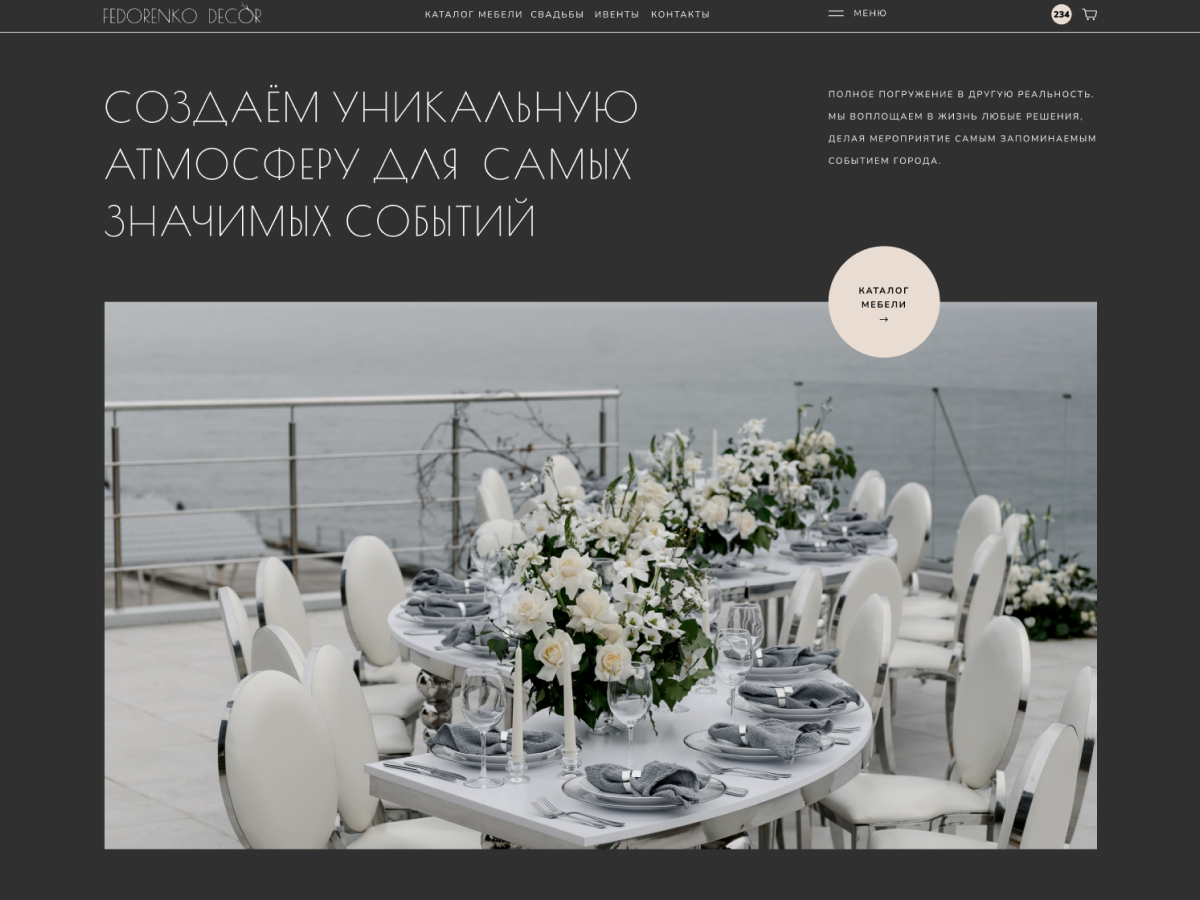 FEDORENKO DECOR
КАТАЛОГ МЕБЕЛИ СВАДЬБЫ ИВЕНТЫ КОНТАКТЫ
МЕНЮ
234
СОЗДАЁМ УНИКАЛЬНУЮ
АТМОСФЕРУ ДЛЯ САМЫХ
ЗНАЧИМЫХ СОБЫТИЙ
ПОЛНОЕ ПОГРУЖЕНИЕ В ДРУГУЮ РЕАЛЬНОСТЬ.
МЫ ВОПЛОЩАЕМ В ЖИЗНЬ ЛЮБЫЕ РЕШЕНИЯ,
ДЕЛАЯ МЕРОПРИЯТИЕ САМЫМ ЗАПОМИНАЕМЫМ
СОБЫТИЕМ ГОРОДА.
КАТАЛОГ
МЕБЕЛИ
→